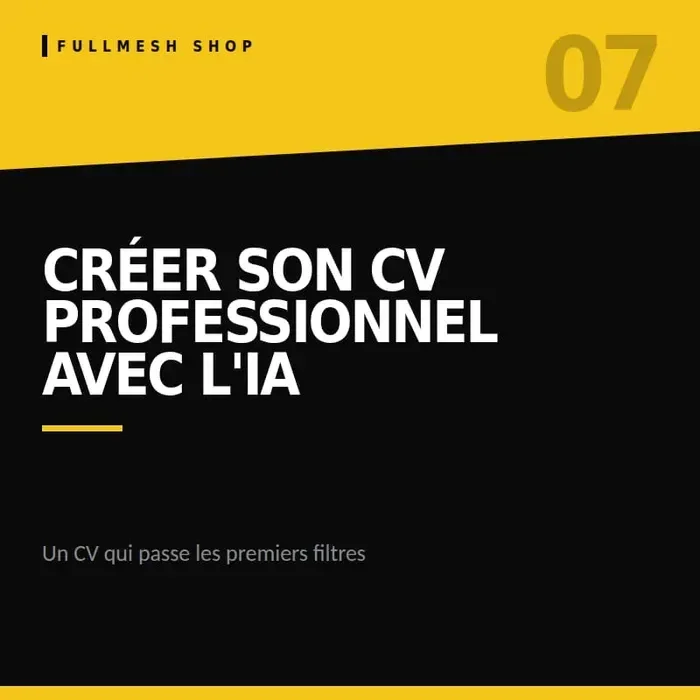 FULLMESH SHOP
07
CRÉER SON CV
PROFESSIONNEL
AVEC L'IA
Un CV qui passe les premiers filtres